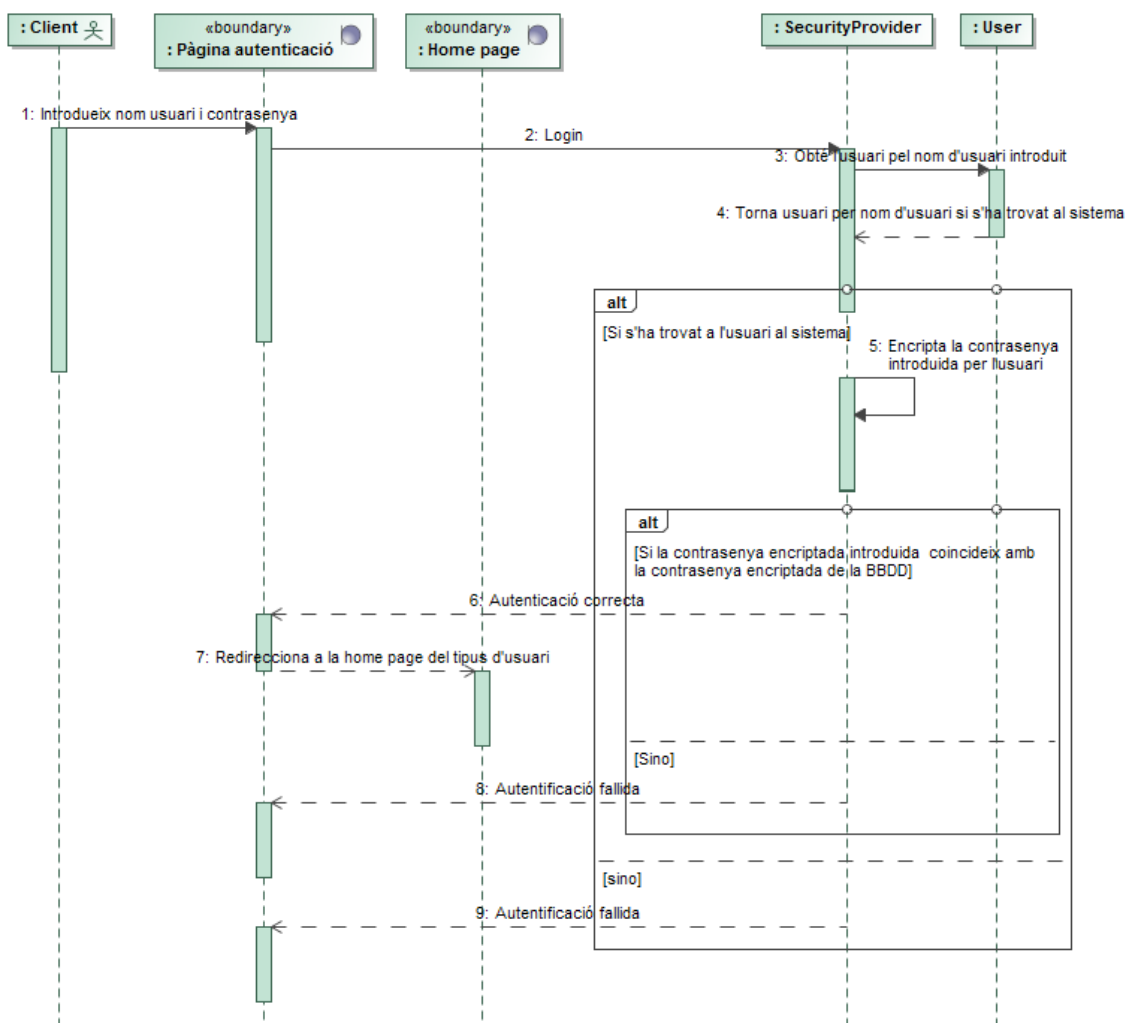 : Client
«boundary»
: Pàgina autenticació
«boundary»
: Home page
: SecurityProvider
: User
1: Introdueix nom usuari i contrasenya
2: Login
3: Obté l'usuari pel nom d'usuari introduit
4: Torna usuari per nom d'usuari si s'ha trovat al sistema
alt
[Si s'ha trovat a l'usuari al sistema]
5: Encripta la contrasenya
introduida per l'usuari
alt
[Si la contrasenya encriptada introduida coincideix amb
la contrasenya encriptada de la BBDD]
6: Autenticació correcta
7: Redirecciona a la home page del tipus d'usuari
[Sino]
8: Autentificació fallida
[sino]
9: Autentificació fallida